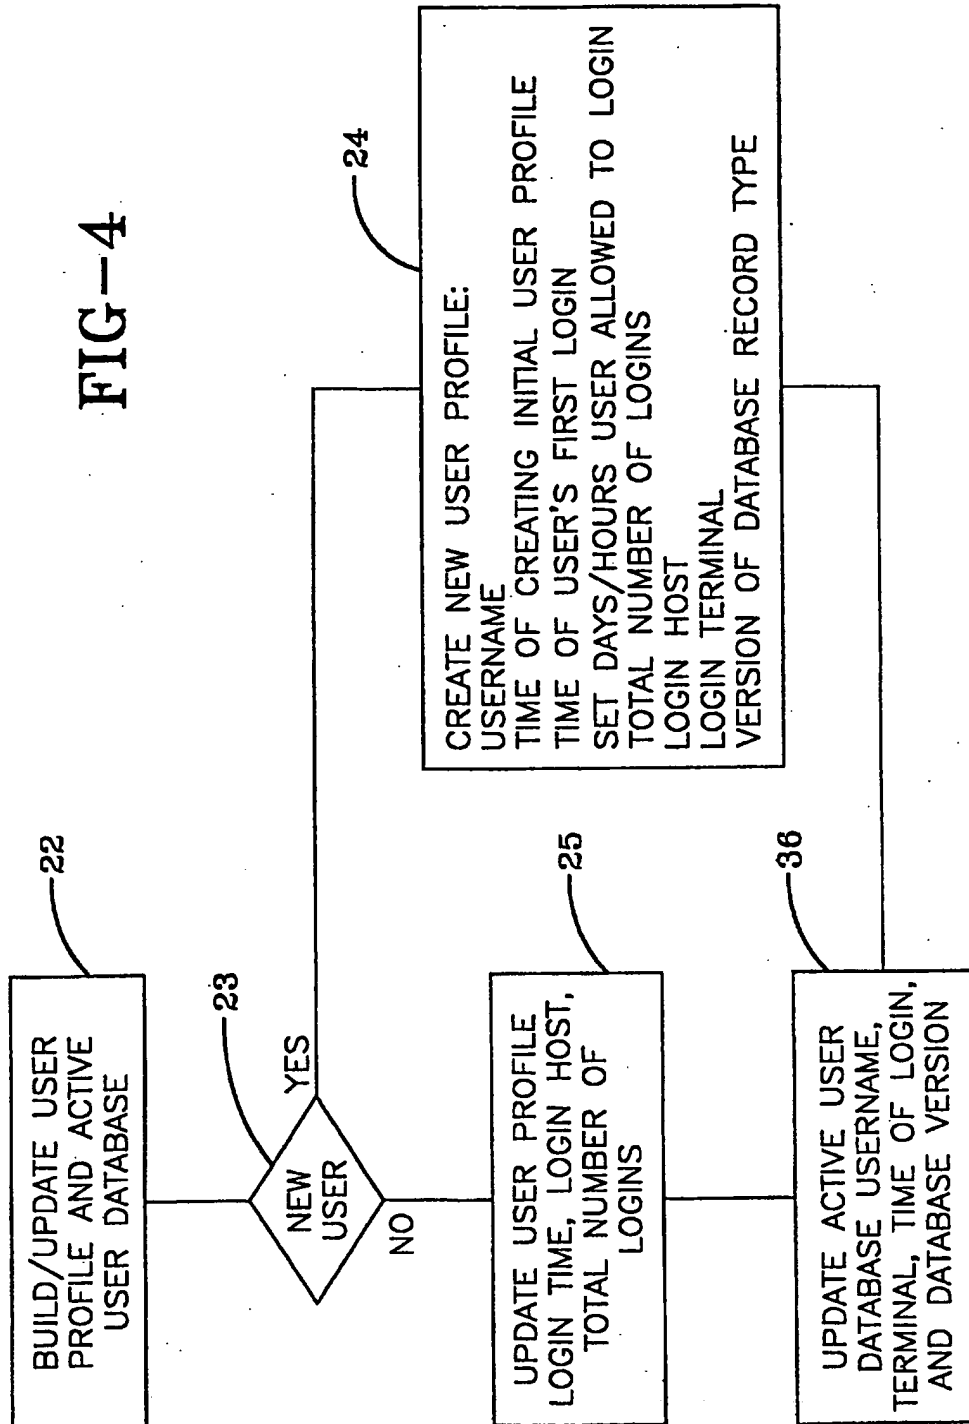 FIG-4
22
BUILD/UPDATE USER
PROFILE AND ACTIVE
USER DATABASE
23
NEW
USER
YES
NO
24
CREATE NEW USER PROFILE:
USERNAME
TIME OF CREATING INITIAL USER PROFILE
TIME OF USER'S FIRST LOGIN
SET DAYS/HOURS USER ALLOWED TO LOGIN
TOTAL NUMBER OF LOGINS
LOGIN HOST
LOGIN TERMINAL
VERSION OF DATABASE RECORD TYPE
25
UPDATE USER PROFILE
LOGIN TIME, LOGIN HOST,
TOTAL NUMBER OF
LOGINS
36
UPDATE ACTIVE USER
DATABASE USERNAME,
TERMINAL, TIME OF LOGIN,
AND DATABASE VERSION